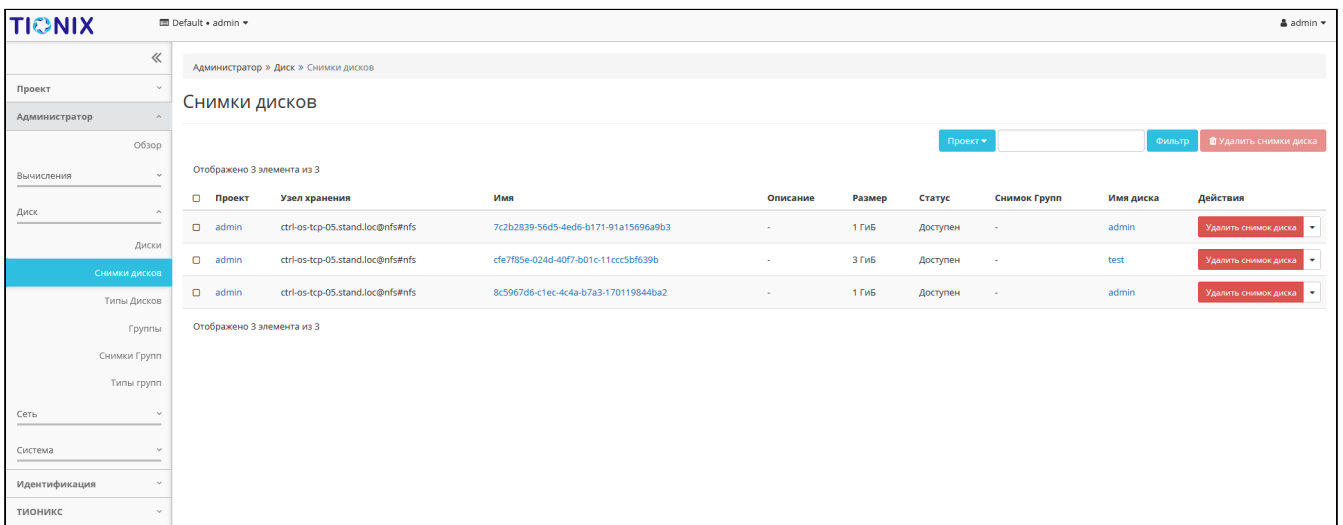 TIONIX
Default • admin
admin
Администратор » Диск » Снимки дисков
Проект
Администратор
Обзор
Вычисления
Диск
Диски
Снимки дисков
Типы Дисков
Группы
Снимки Групп
Типы групп
Сеть
Система
Идентификация
ТИОНИКС
Снимки дисков
Проект Фильтр Удалить снимки диска
Отображено 3 элемента из 3
Проект Узел хранения Имя Описание Размер Статус Снимок Групп Имя диска Действия
admin ctrl-os-tcp-05.stand.loc@nfs#nfs 7c2b2839-56d5-4ed6-b171-91a15696a9b3 - 1 ГиБ Доступен - admin Удалить снимок диска
admin ctrl-os-tcp-05.stand.loc@nfs#nfs cfe7f85e-024d-40f7-b01c-11ccc5bf639b - 3 ГиБ Доступен - test Удалить снимок диска
admin ctrl-os-tcp-05.stand.loc@nfs#nfs 8c5967d6-c1ec-4c4a-b7a3-170119844ba2 - 1 ГиБ Доступен - admin Удалить снимок диска
Отображено 3 элемента из 3